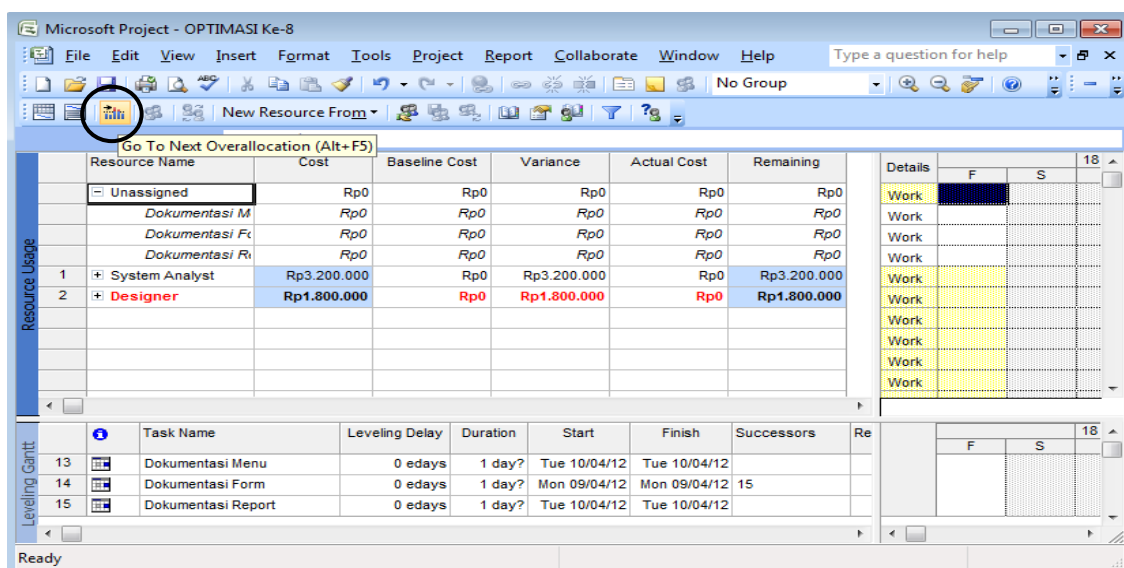 Microsoft Project - OPTIMASI Ke-8
File Edit View Insert Format Tools Project Report Collaborate Window Help Type a question for help
No Group
New Resource From
Go To Next Overallocation (Alt+F5)
Resource Name Cost Baseline Cost Variance Actual Cost Remaining Details F S 18
Unassigned Rp0 Rp0 Rp0 Rp0 Rp0 Work
Dokumentasi M Rp0 Rp0 Rp0 Rp0 Rp0 Work
Dokumentasi Fo Rp0 Rp0 Rp0 Rp0 Rp0 Work
Dokumentasi Re Rp0 Rp0 Rp0 Rp0 Rp0 Work
1 System Analyst Rp3.200.000 Rp0 Rp3.200.000 Rp0 Rp3.200.000 Work
2 Designer Rp1.800.000 Rp0 Rp1.800.000 Rp0 Rp1.800.000 Work
Work
Work
Work
Work
Resource Usage
Task Name Leveling Delay Duration Start Finish Successors Re F S 18
13 Dokumentasi Menu 0 edays 1 day? Tue 10/04/12 Tue 10/04/12
14 Dokumentasi Form 0 edays 1 day? Mon 09/04/12 Mon 09/04/12 15
15 Dokumentasi Report 0 edays 1 day? Tue 10/04/12 Tue 10/04/12
Leveling Gantt
Ready